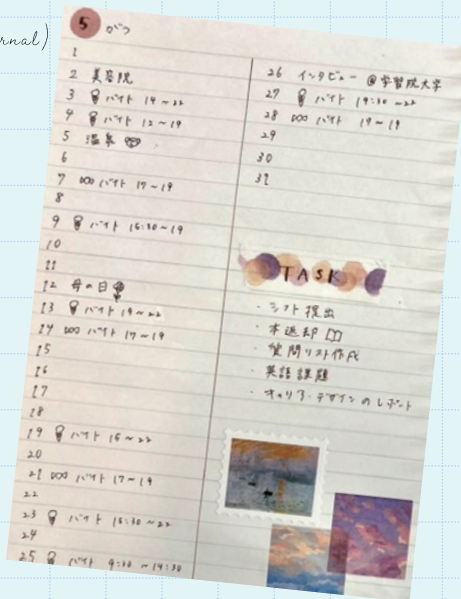 rnal)
5 がつ
1
2 美容院
3 バイト 14~22
4 バイト 12~19
5 温泉
6
7 バイト 17~19
8
9 バイト 16:30~19
10
11
12 母の日
13 バイト 14~22
14 バイト 17~19
15
16
17
18
19 バイト 16~22
20
21 バイト 17~19
22
23 バイト 16:30~22
24
25 バイト 9:30~14:30
26 インタビュー @学習院大学
27 バイト 19:30~22
28 バイト 17~19
29
30
31
TASK
・シフト提出
・本返却
・質問リスト作成
・英語課題
・キャリア・デザインのレポート